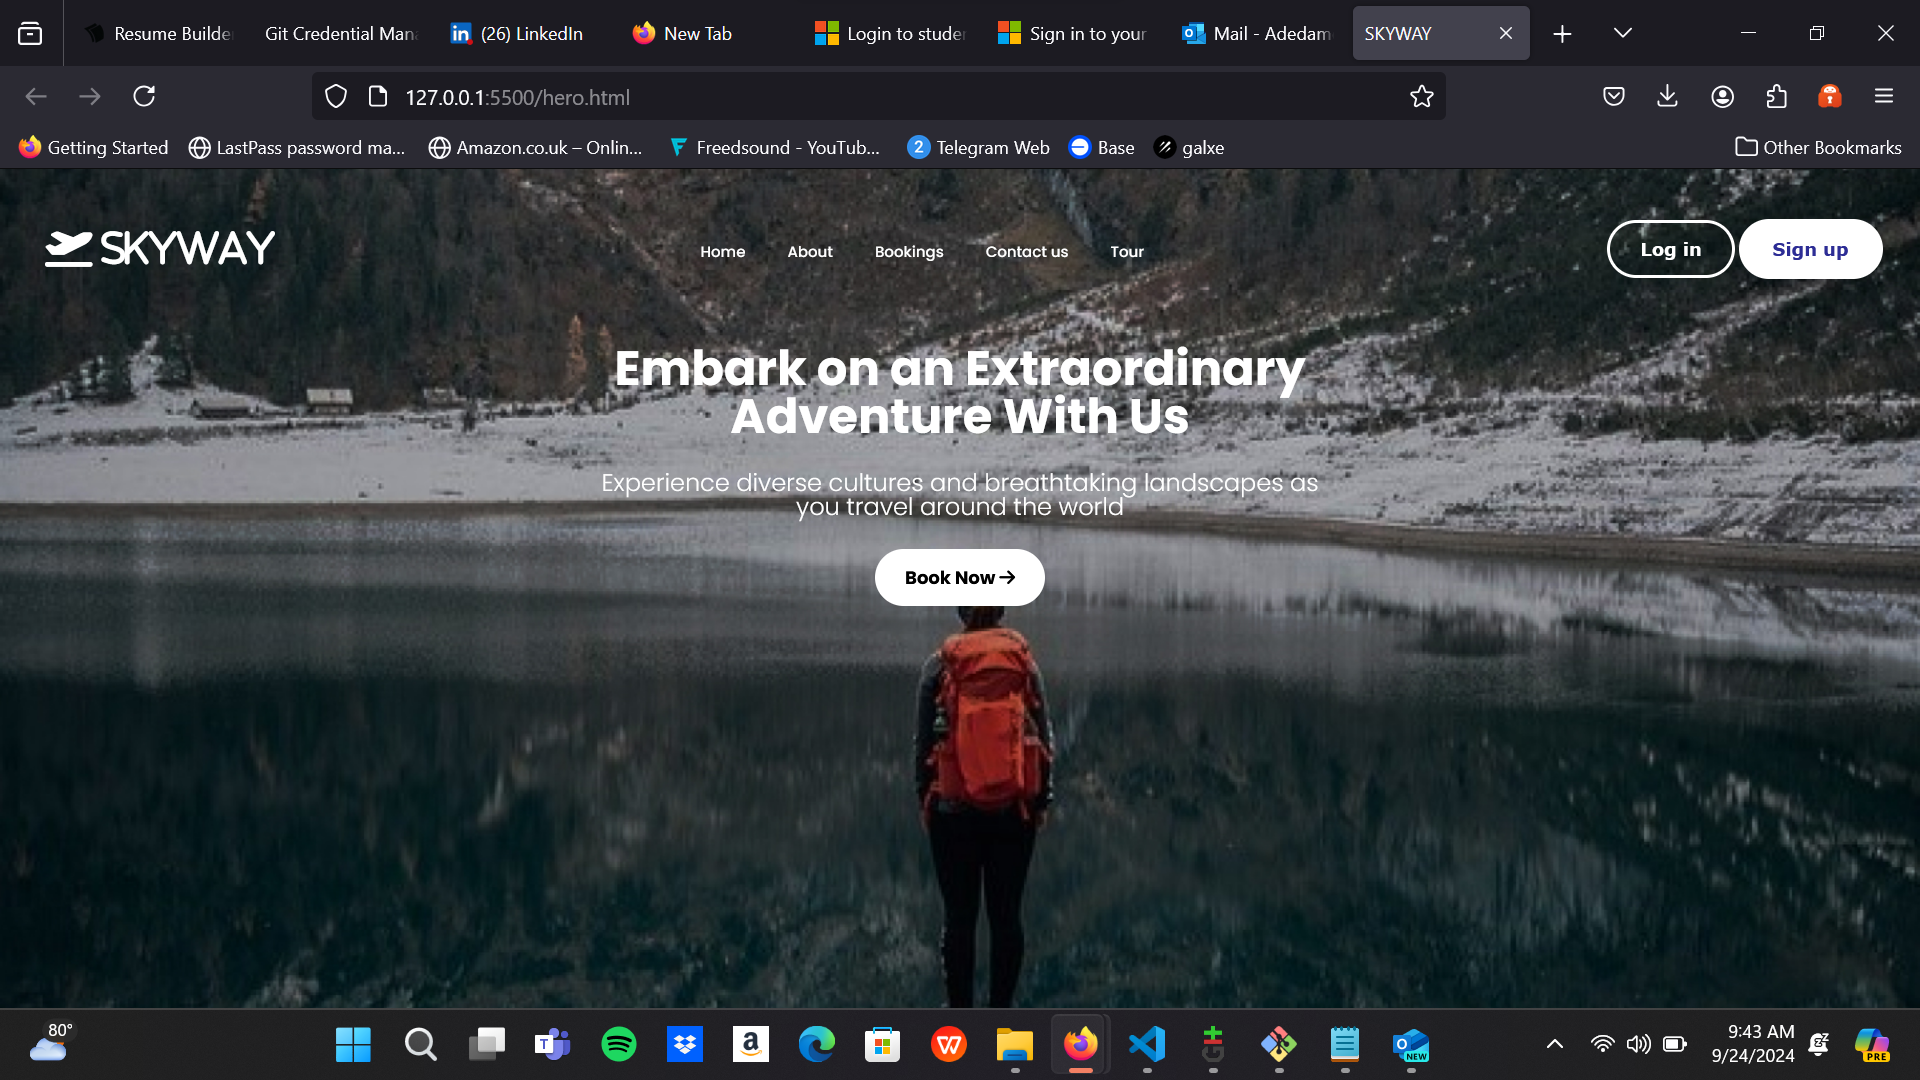 Resume Builde
Git Credential Man
(26) LinkedIn
New Tab
Login to stude
Sign in to your
Mail - Adedam
SKYWAY
127.0.0.1:5500/hero.html
Getting Started
LastPass password ma...
Amazon.co.uk – Onlin...
Freedsound - YouTub...
2
Telegram Web
Base
galxe
Other Bookmarks
SKYWAY
Home
About
Bookings
Contact us
Tour
Log in
Sign up
Embark on an Extraordinary
Adventure With Us
Experience diverse cultures and breathtaking landscapes as
you travel around the world
Book Now
80°
9:43 AM
9/24/2024
NEW
PRE